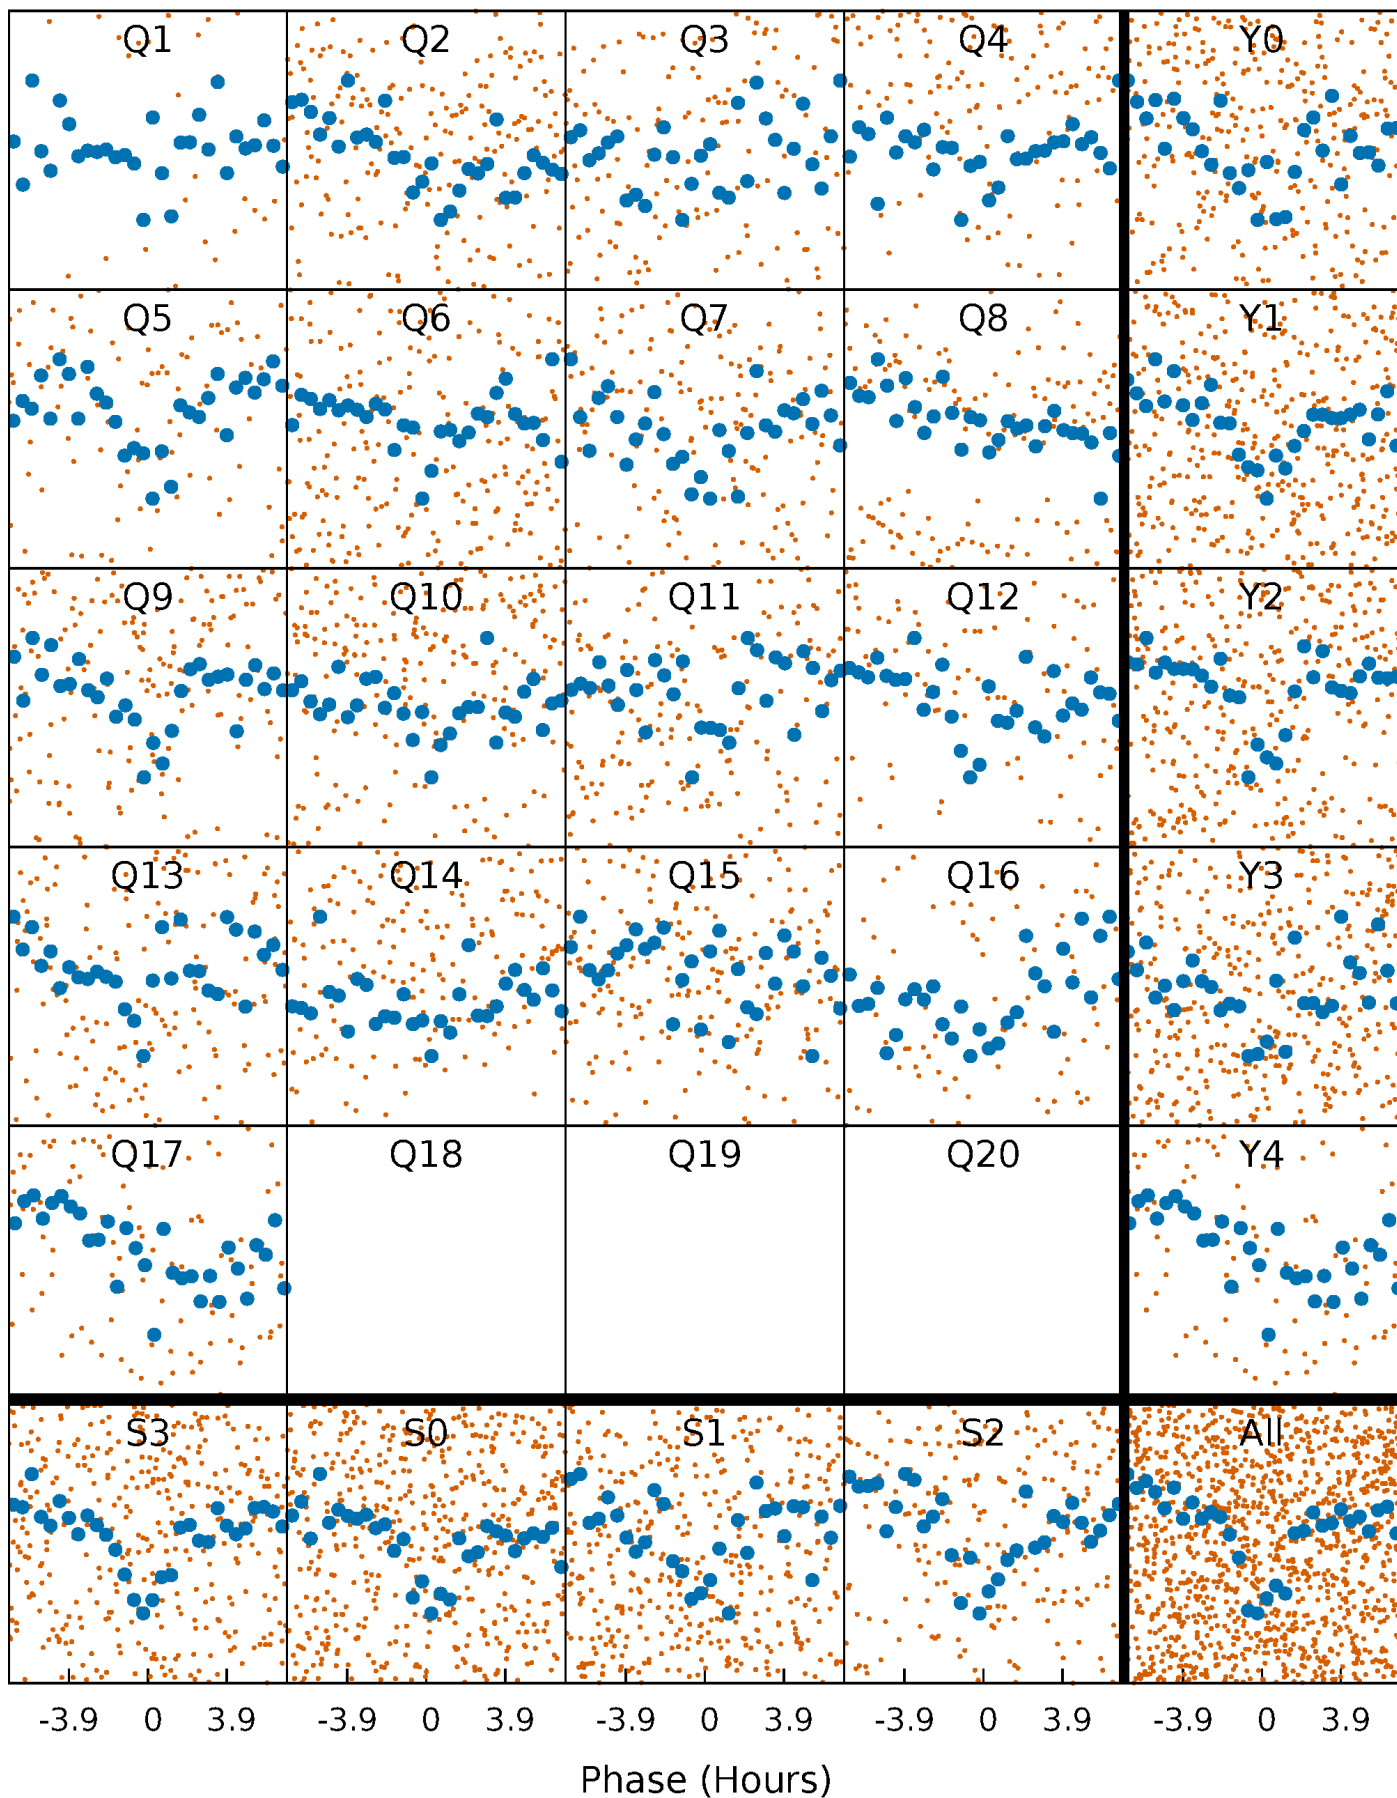 Q1 Q2 Q3 Q4 Y0
Q5 Q6 Q7 Q8 Y1
Q9 Q10 Q11 Q12 Y2
Q13 Q14 Q15 Q16 Y3
Q17 Q18 Q19 Q20 Y4
S3 S0 S1 S2 All
-3.9 0 3.9 -3.9 0 3.9 -3.9 0 3.9 -3.9 0 3.9 -3.9 0 3.9
Phase (Hours)